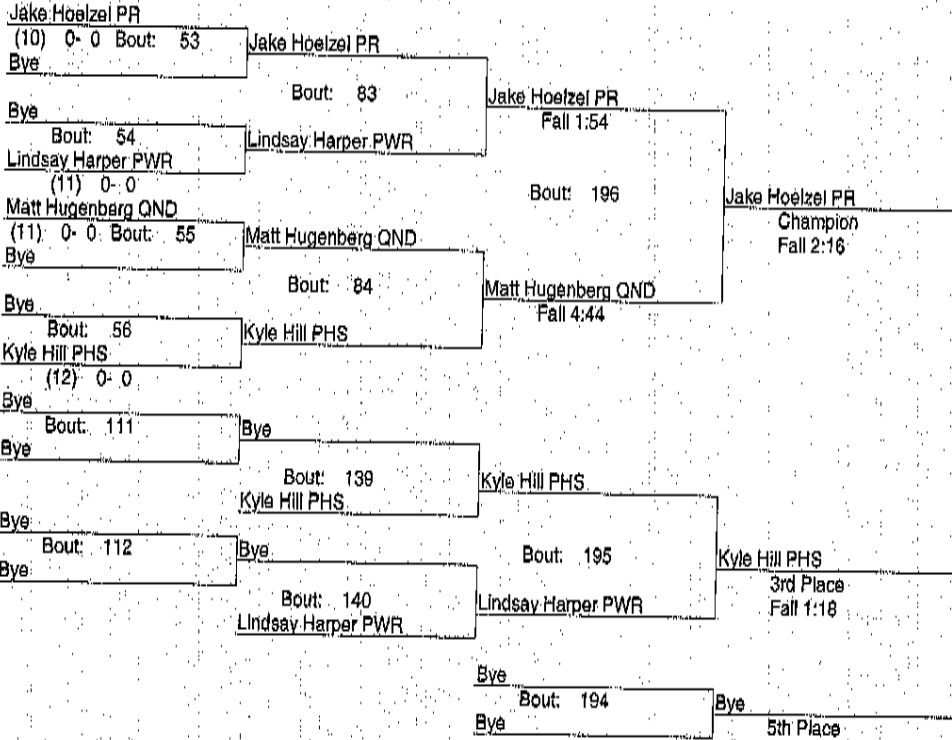 Jake Hoelzel PR
(10) 0- 0 Bout: 53
Bye
Jake Hoelzel PR
Bout: 83
Bye
Bout: 54
Lindsay Harper PWR
(11) 0- 0
Lindsay Harper PWR
Jake Hoelzel PR
Fall 1:54
Bout: 196
Matt Hugenberg QND
(11) 0- 0 Bout: 55
Bye
Matt Hugenberg QND
Bout: 84
Bye
Bout: 56
Kyle Hill PHS
(12) 0- 0
Kyle Hill PHS
Matt Hugenberg QND
Fall 4:44
Jake Hoelzel PR
Champion
Fall 2:16
Bye
Bout: 111
Bye
Bye
Bout: 139
Kyle Hill PHS
Kyle Hill PHS
Bye
Bout: 112
Bye
Bye
Bout: 140
Lindsay Harper PWR
Bout: 195
Lindsay Harper PWR
Kyle Hill PHS
3rd Place
Fall 1:18
Bye
Bout: 194
Bye
Bye
5th Place